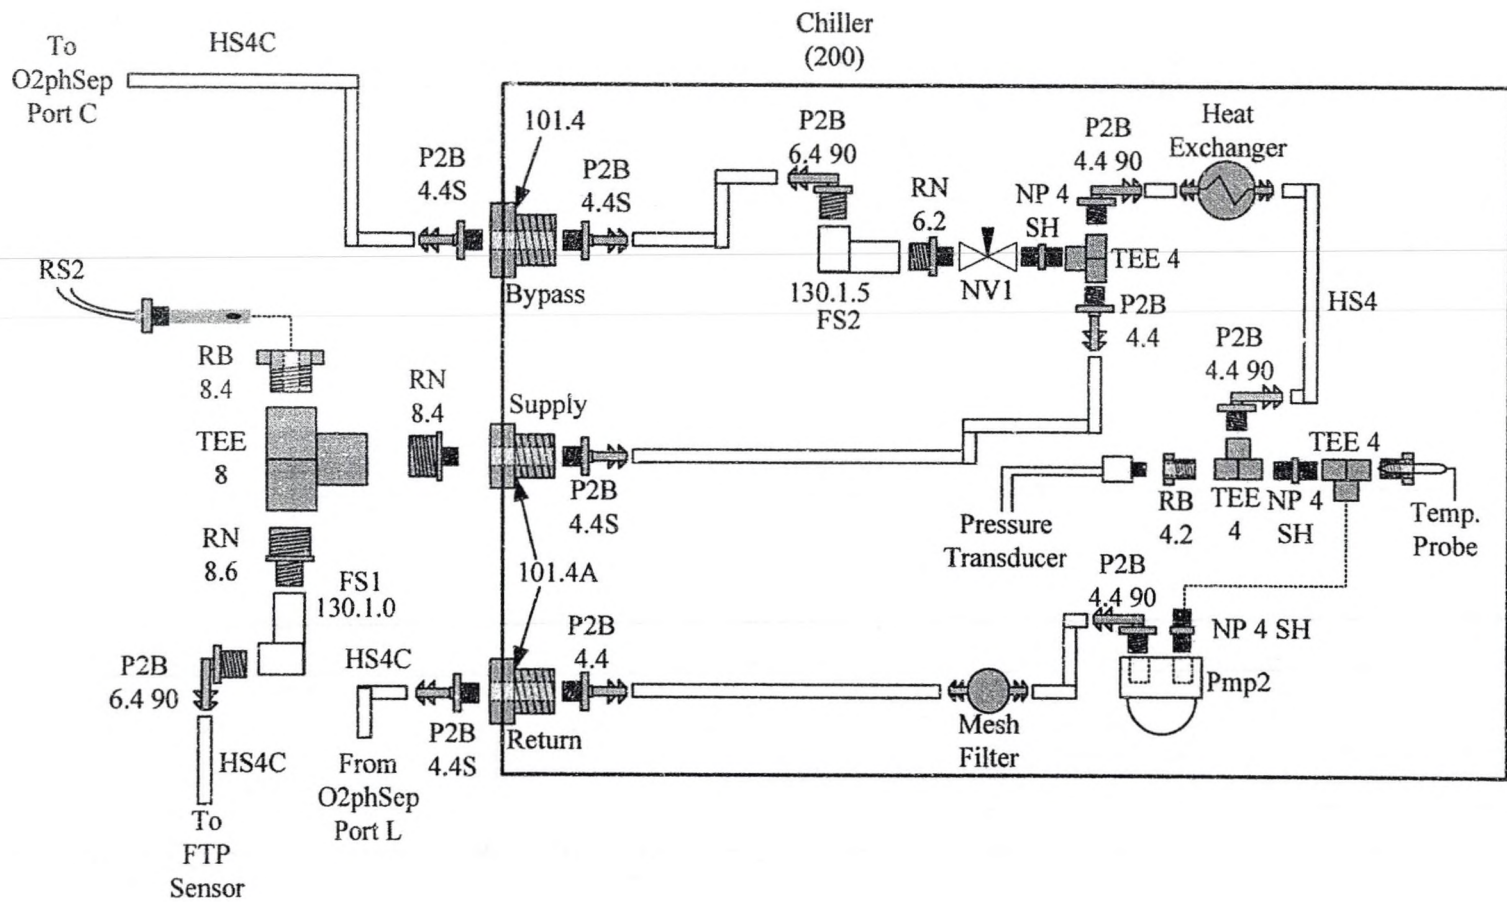 Chiller
(200)
To
O2phSep
Port C
HS4C
101.4
P2B
4.4S
P2B
4.4S
Bypass
P2B
6.4 90
RN
6.2
NP 4
SH
P2B
4.4 90
Heat
Exchanger
TEE 4
130.1.5
FS2
NV1
P2B
4.4
HS4
RS2
RB
8.4
RN
8.4
TEE
8
Supply
P2B
4.4S
P2B
4.4 90
TEE 4
Pressure
Transducer
RB
4.2
TEE
4
NP 4
SH
Temp.
Probe
RN
8.6
FS1
130.1.0
101.4A
P2B
6.4 90
HS4C
HS4C
P2B
4.4S
P2B
4.4
Return
From
O2phSep
Port L
Mesh
Filter
P2B
4.4 90
NP 4 SH
Pmp2
To
FTP
Sensor